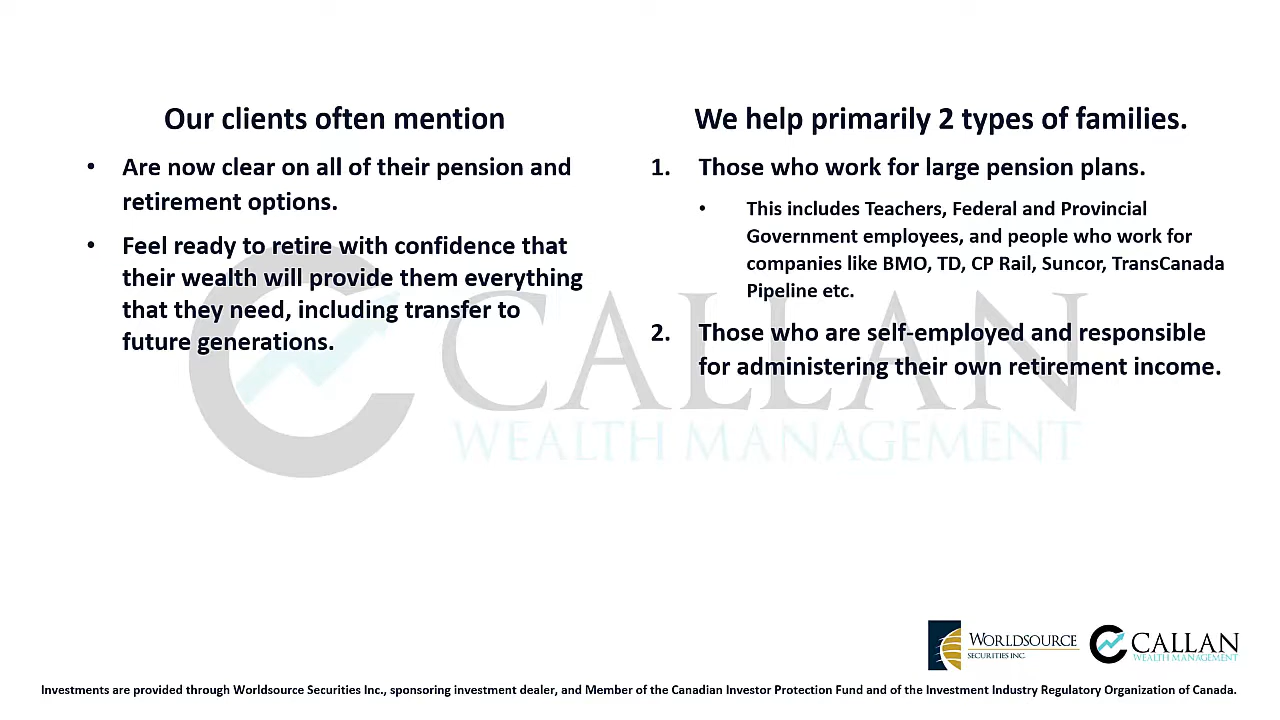 Our clients often mention
• Are now clear on all of their pension and
retirement options.
• Feel ready to retire with confidence that
their wealth will provide them everything
that they need, including transfer to
future generations.
We help primarily 2 types of families.
1. Those who work for large pension plans.
• This includes Teachers, Federal and Provincial
Government employees, and people who work for
companies like BMO, TD, CP Rail, Suncor, TransCanada
Pipeline etc.
2. Those who are self-employed and responsible
for administering their own retirement income.
CALLAN
WEALTH MANAGEMENT
WORLDSOURCE
SECURITIES INC.
CALLAN
WEALTH MANAGEMENT
Investments are provided through Worldsource Securities Inc., sponsoring investment dealer, and Member of the Canadian Investor Protection Fund and of the Investment Industry Regulatory Organization of Canada.